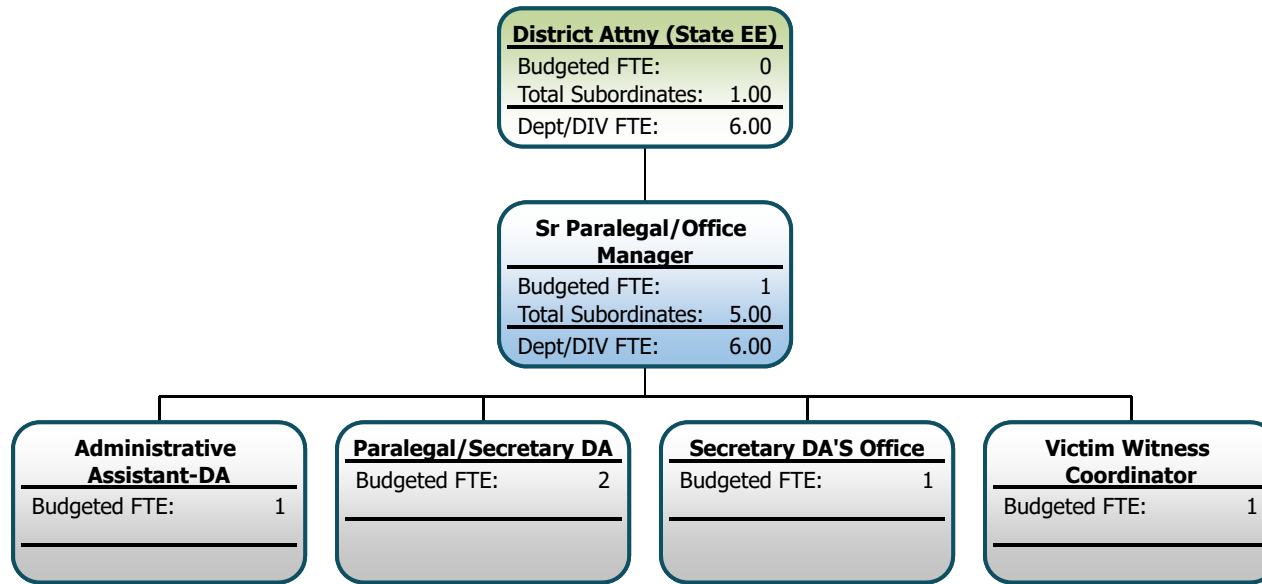 District Attny (State EE)
Budgeted FTE: 0
Total Subordinates: 1.00
Dept/DIV FTE: 6.00
Sr Paralegal/Office
Manager
Budgeted FTE: 1
Total Subordinates: 5.00
Dept/DIV FTE: 6.00
Administrative
Assistant-DA
Budgeted FTE: 1
Paralegal/Secretary DA
Budgeted FTE: 2
Secretary DA'S Office
Budgeted FTE: 1
Victim Witness
Coordinator
Budgeted FTE: 1